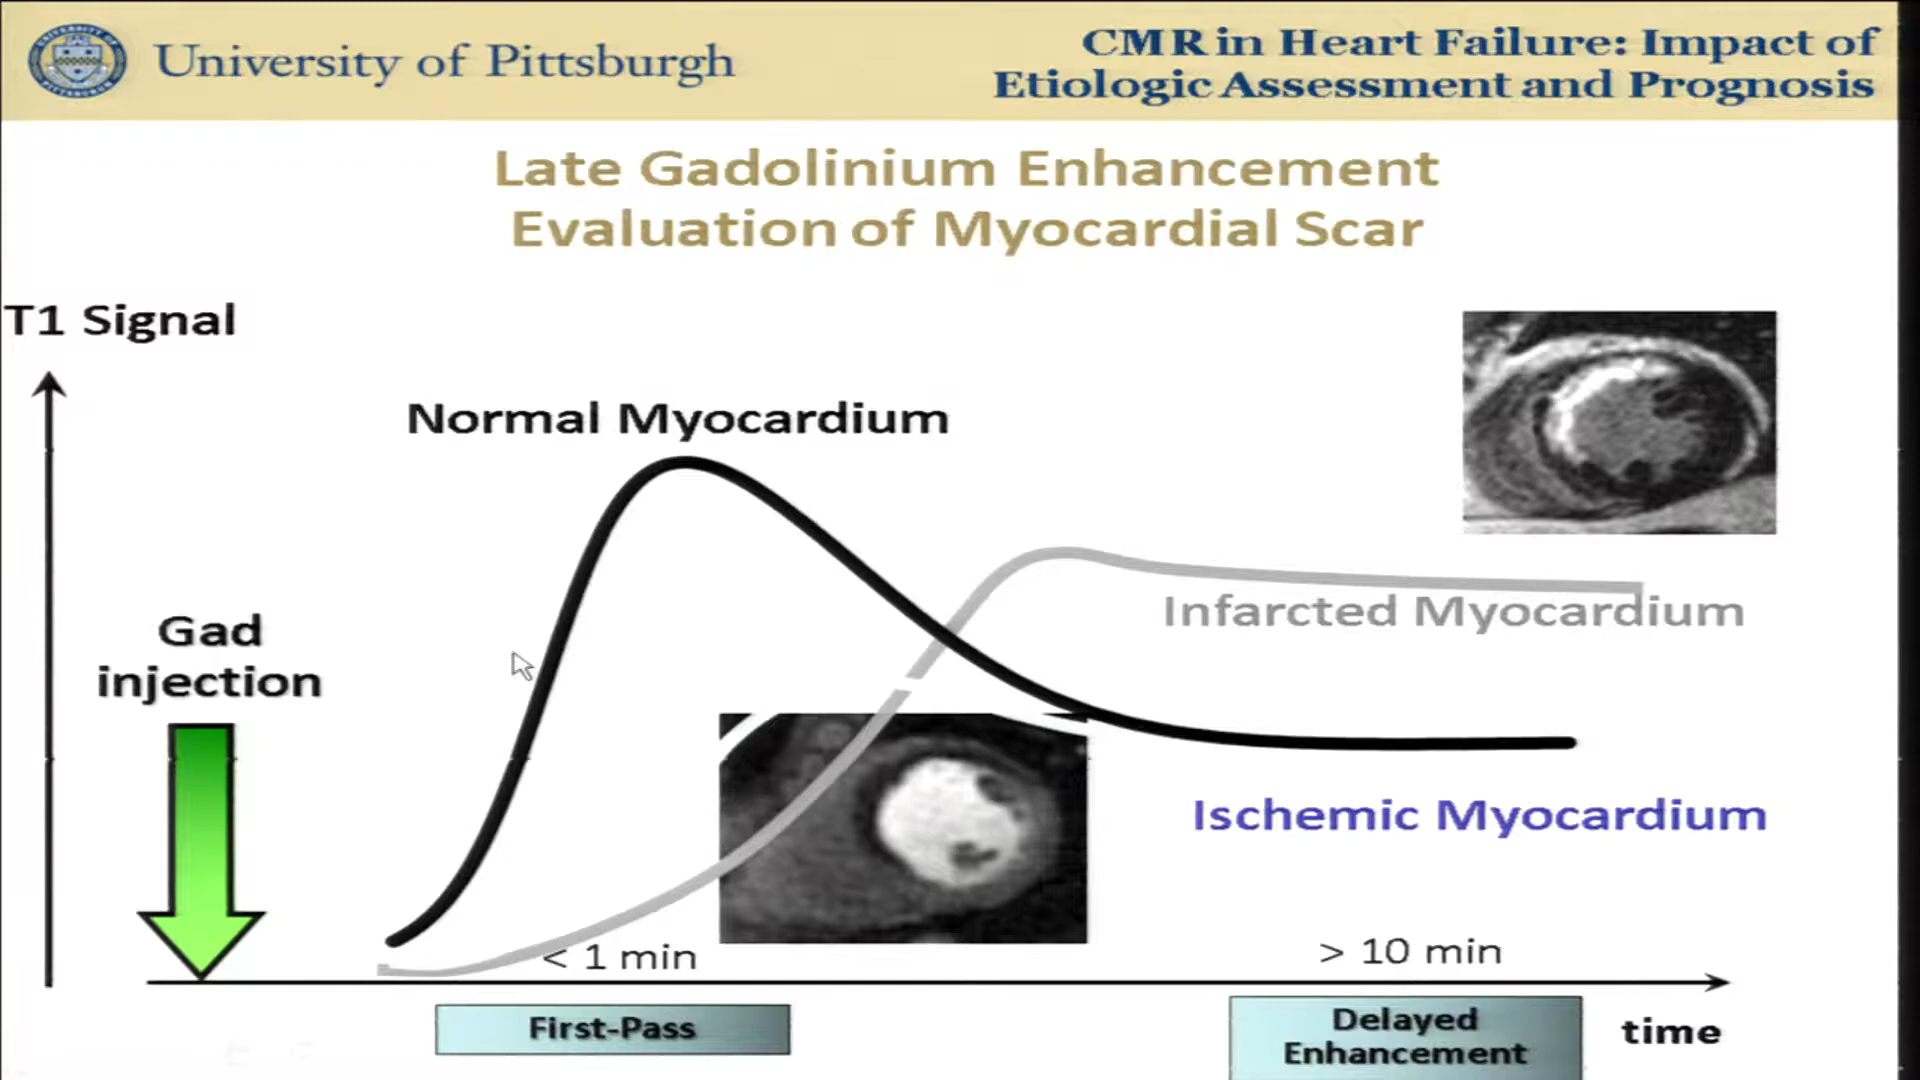 University of Pittsburgh
CMR in Heart Failure: Impact of
Etiologic Assessment and Prognosis
Late Gadolinium Enhancement
Evaluation of Myocardial Scar
T1 Signal
Normal Myocardium
Gad
injection
Infarcted Myocardium
Ischemic Myocardium
< 1 min
> 10 min
First-Pass
Delayed
Enhancement
time